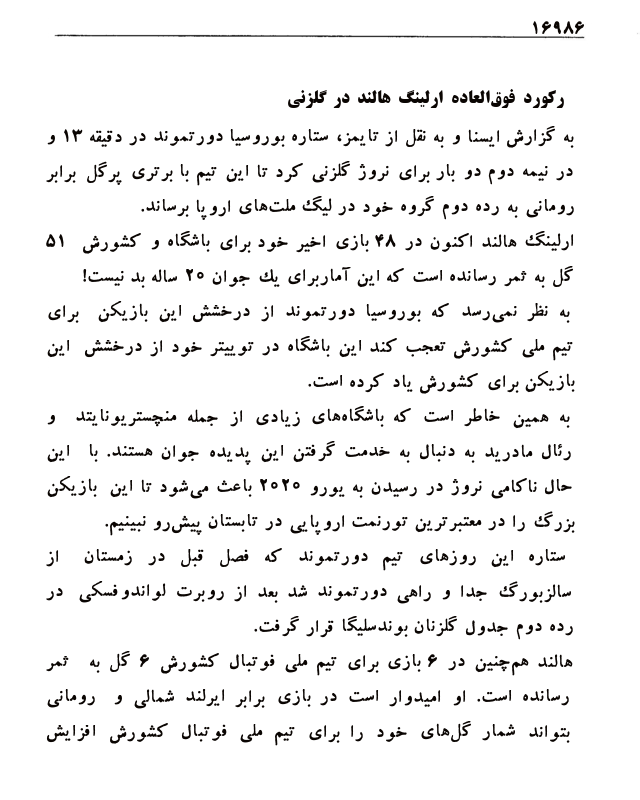 ۱۶۹۸۶
رکورد فوق‌العاده ارلینگ هالند در گلزنی
به گزارش ایسنا و به نقل از تایمز، ستاره بوروسیا دورتموند در دقیقه ۱۳ و
در نیمه دوم دو بار برای نروژ گلزنی کرد تا این تیم با برتری پرگل برابر
رومانی به رده دوم گروه خود در لیگ ملت‌های اروپا برساند.
ارلینگ هالند اکنون در ۴۸ بازی اخیر خود برای باشگاه و کشورش ۵۱
گل به ثمر رسانده است که این آماربرای یك جوان ۲۰ ساله بد نیست!
به نظر نمی‌رسد که بوروسیا دورتموند از درخشش این بازیکن برای
تیم ملی کشورش تعجب کند این باشگاه در توییتر خود از درخشش این
بازیکن برای کشورش یاد کرده است.
به همین خاطر است که باشگاه‌های زیادی از جمله منچستریونایتد و
رئال مادرید به دنبال به خدمت گرفتن این پدیده جوان هستند. با این
حال ناکامی نروژ در رسیدن به یورو ۲۰۲۰ باعث می‌شود تا این بازیکن
بزرگ را در معتبرترین تورنمت اروپایی در تابستان پیش‌رو نبینیم.
ستاره این روزهای تیم دورتموند که فصل قبل در زمستان از
سالزبورگ جدا و راهی دورتموند شد بعد از روبرت لواندوفسکی در
رده دوم جدول گلزنان بوندسلیگا قرار گرفت.
هالند هم‌چنین در ۶ بازی برای تیم ملی فوتبال کشورش ۶ گل به ثمر
رسانده است. او امیدوار است در بازی برابر ایرلند شمالی و رومانی
بتواند شمار گل‌های خود را برای تیم ملی فوتبال کشورش افزایش